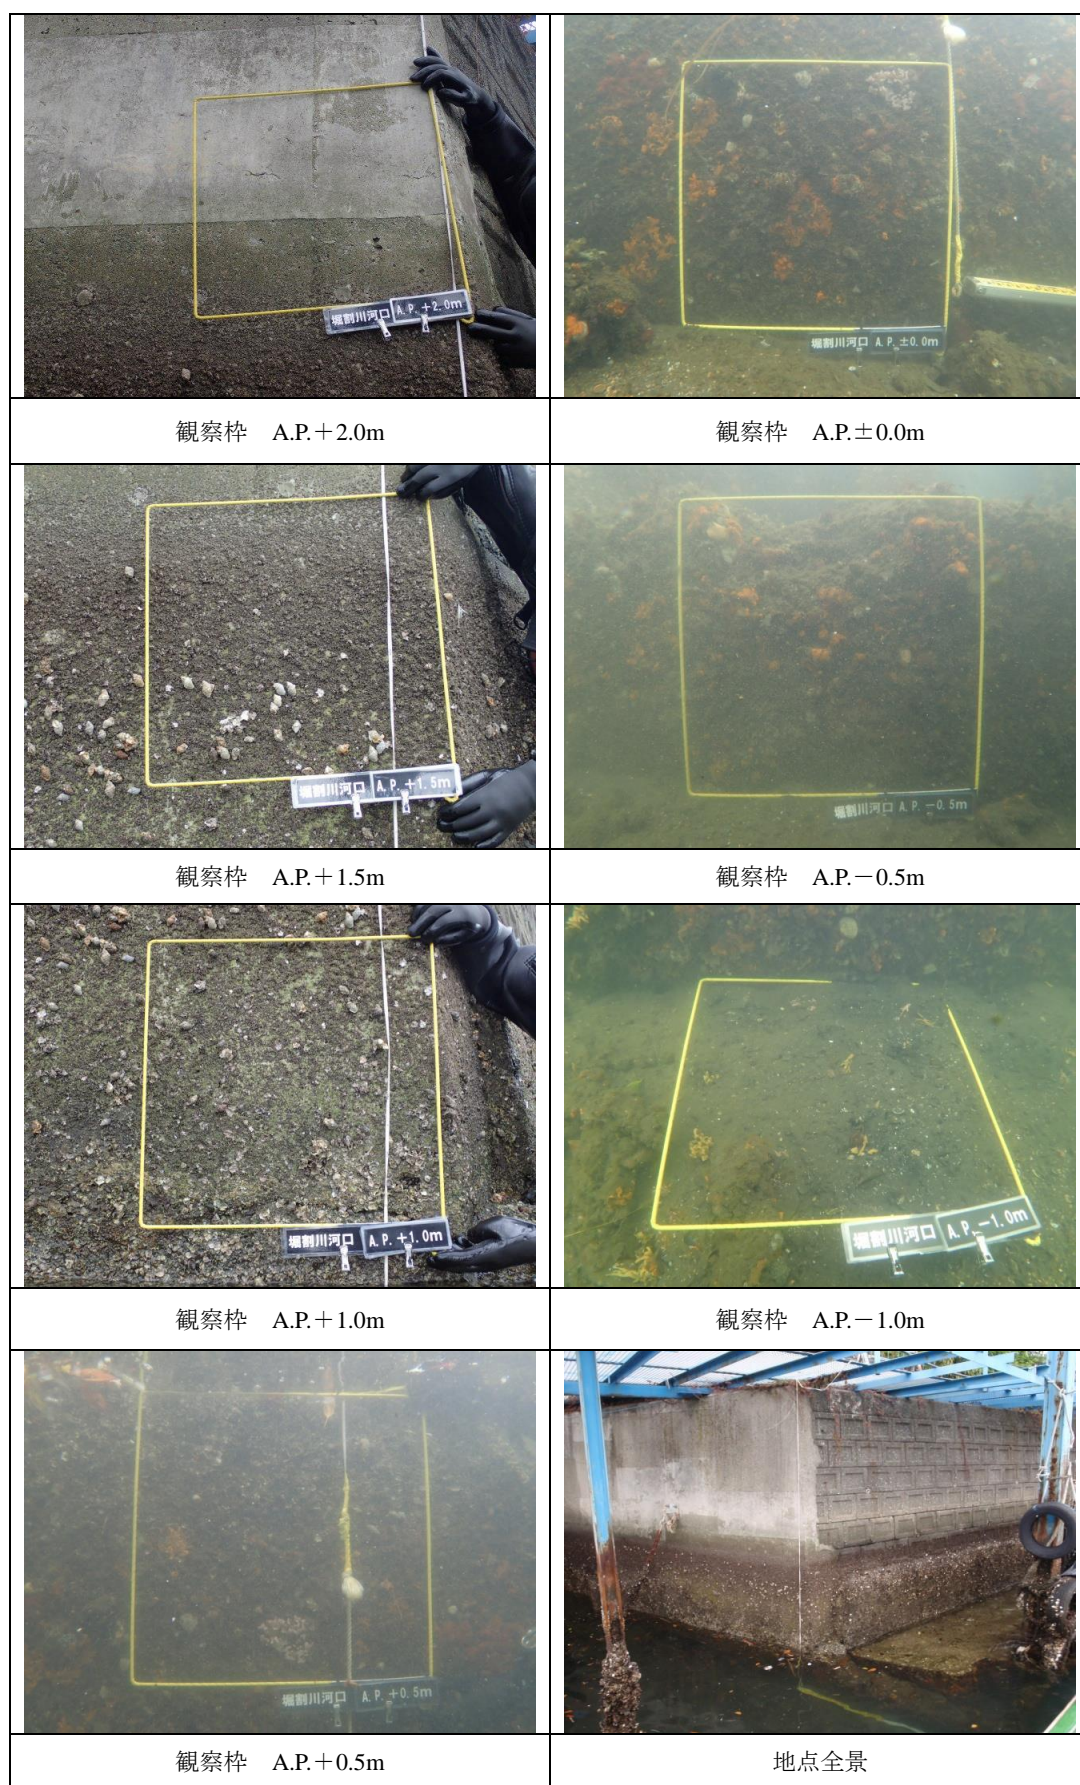 堀割川河口 A.P.+2.0m
堀割川河口 A.P.±0.0m
観察枠 A.P.＋2.0m
観察枠 A.P.±0.0m
堀割川河口 A.P.+1.5m
堀割川河口 A.P.-0.5m
観察枠 A.P.＋1.5m
観察枠 A.P.－0.5m
堀割川河口 A.P.+1.0m
堀割川河口 A.P.-1.0m
観察枠 A.P.＋1.0m
観察枠 A.P.－1.0m
堀割川河口 A.P.+0.5m
観察枠 A.P.＋0.5m
地点全景